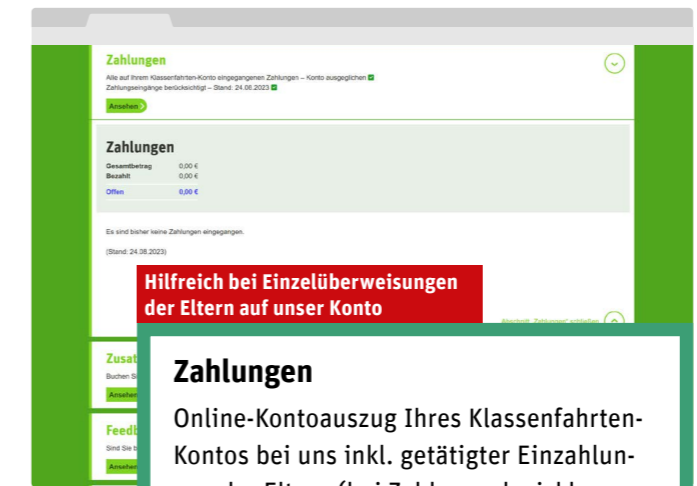 Zahlungen
Alle auf Ihrem Klassenfahrten-Konto eingegangenen Zahlungen – Konto ausgeglichen
Zahlungseingänge berücksichtigt – Stand: 24.08.2023
Ansehen
Zahlungen
Gesamtbetrag 0,00 €
Bezahlt 0,00 €
Offen 0,00 €
Es sind bisher keine Zahlungen eingegangen.
(Stand: 24.08.2023)
Hilfreich bei Einzelüberweisungen
der Eltern auf unser Konto
Abschnitt „Zahlungen“ schließen
Zusat
Buchen Si
Ansehen
Feedb
Sind Sie b
Ansehen
Zahlungen
Online-Kontoauszug Ihres Klassenfahrten-
Kontos bei uns inkl. getätigter Einzahlun-